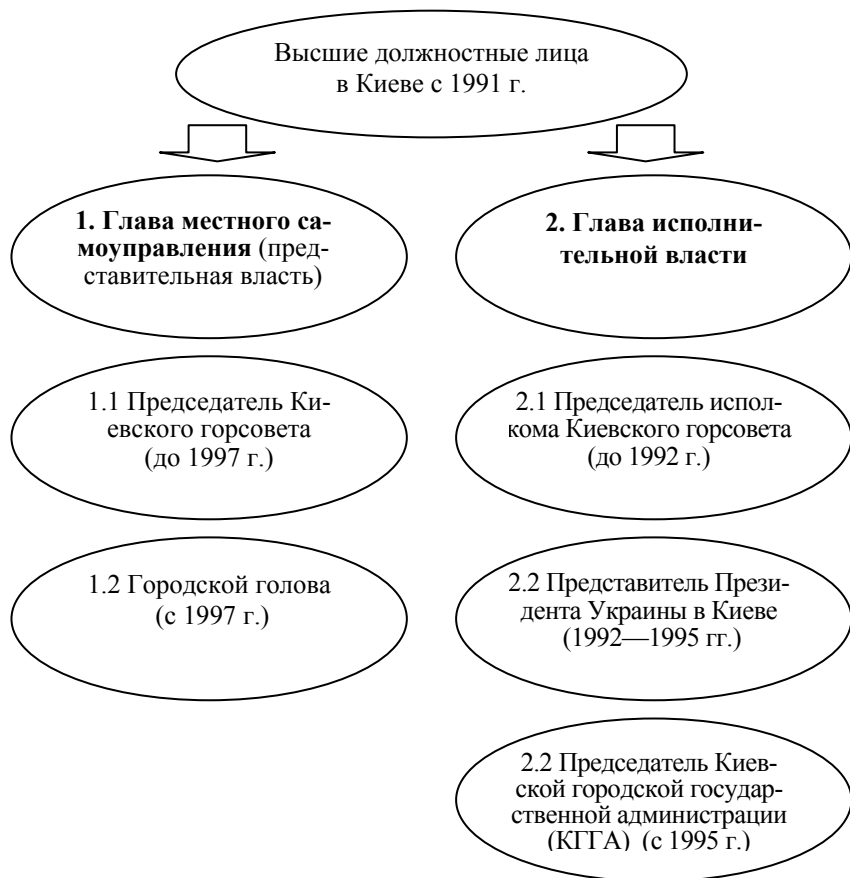 Высшие должностные лица
в Киеве с 1991 г.
1. Глава местного са-
моуправления (пред-
ставительная власть)
2. Глава исполни-
тельной власти
1.1 Председатель Ки-
евского горсовета
(до 1997 г.)
2.1 Председатель испол-
кома Киевского горсовета
(до 1992 г.)
1.2 Городской голова
(с 1997 г.)
2.2 Представитель Прези-
дента Украины в Киеве
(1992—1995 гг.)
2.2 Председатель Киев-
ской городской государ-
ственной администрации
(КГГА) (с 1995 г.)